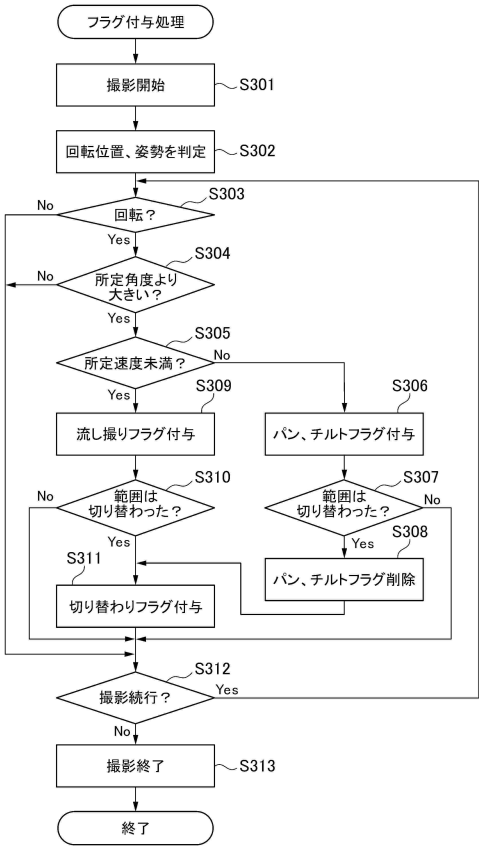 フラグ付与処理
撮影開始
S301
回転位置、姿勢を判定
S302
S303
No
回転？
Yes
S304
No
所定角度より
大きい？
Yes
S305
所定速度未満？
No
Yes
S309
流し撮りフラグ付与
S306
パン、チルトフラグ付与
S310
No
範囲は
切り替わった？
Yes
S307
範囲は
切り替わった？
No
Yes
S308
パン、チルトフラグ削除
S311
切り替わりフラグ付与
S312
撮影続行？
Yes
No
撮影終了
S313
終了